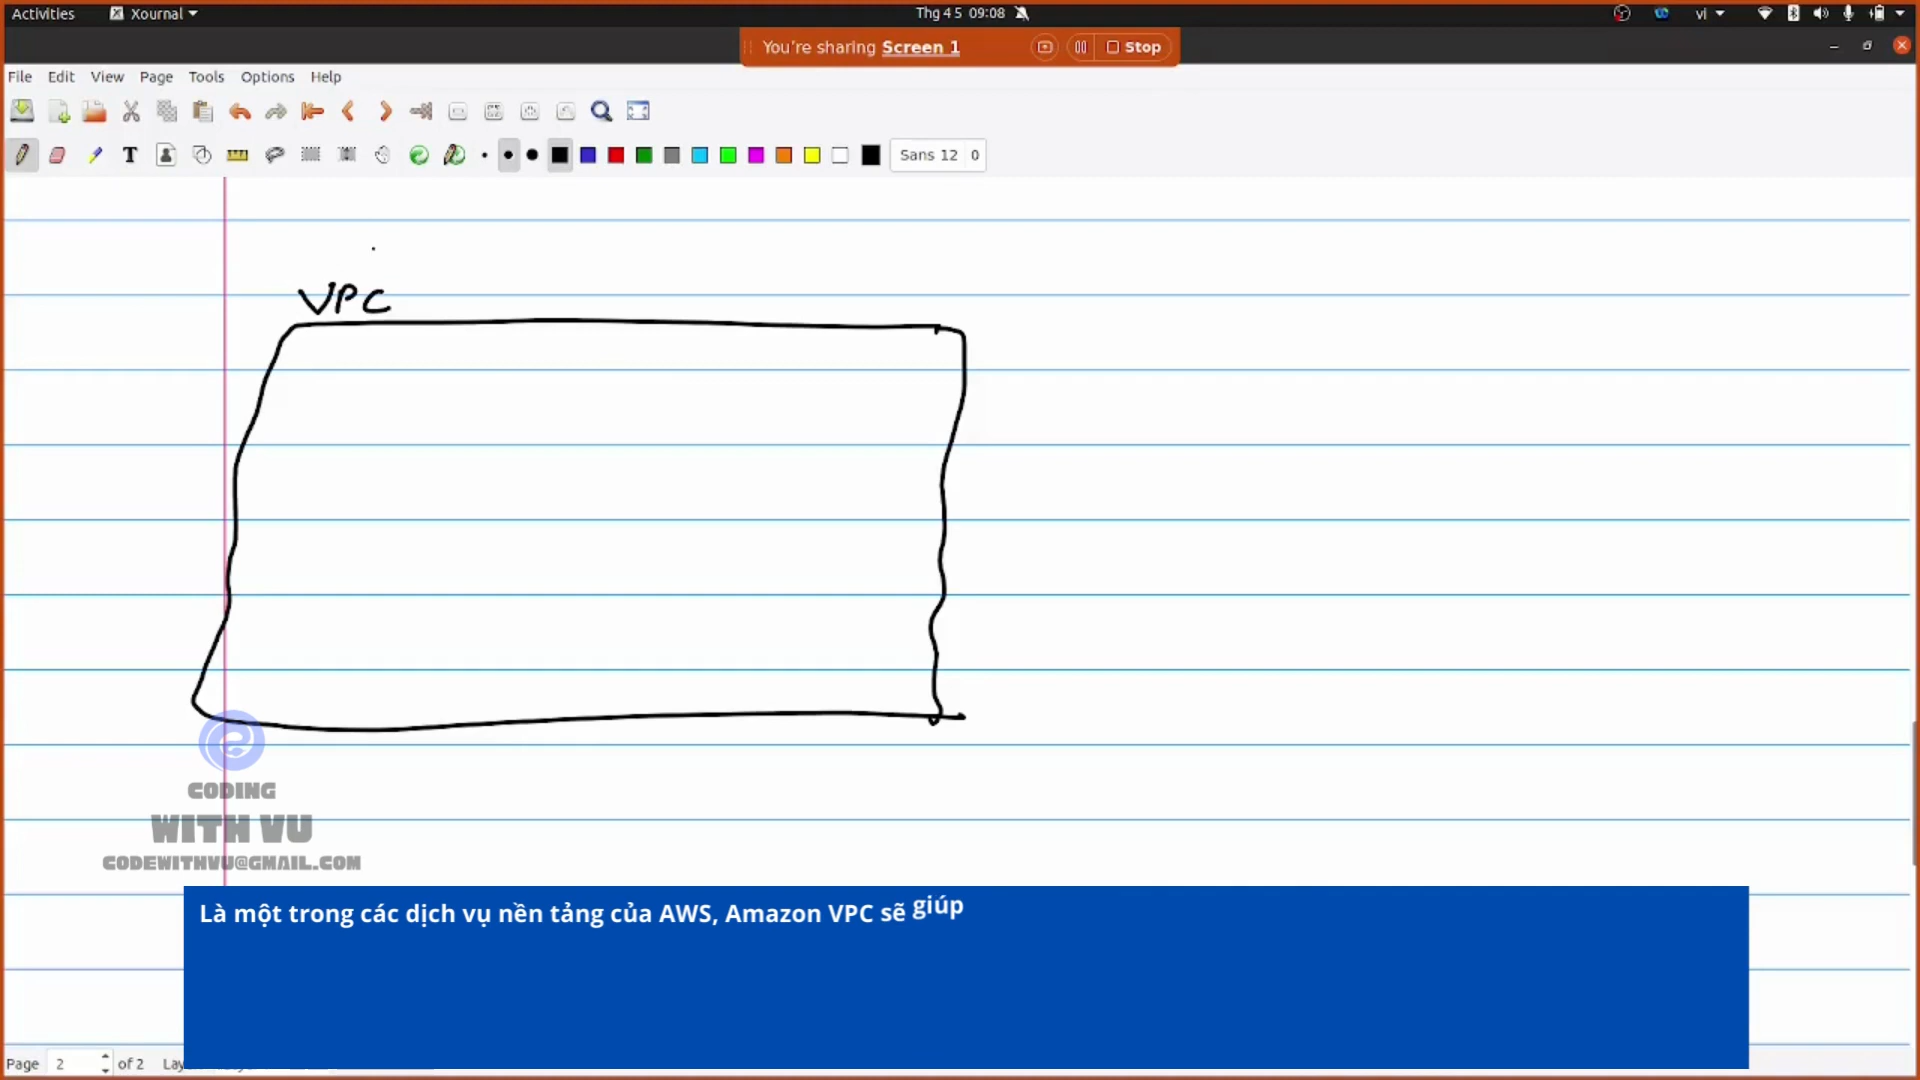 Activities Xournal Thg 4 5 09:08 vi
You're sharing Screen 1 Stop
File Edit View Page Tools Options Help
T Sans 12 0
VPC
CODING
WITH VU
CODEWITHVU@GMAIL.COM
Là một trong các dịch vụ nền tảng của AWS, Amazon VPC sẽ giúp
Page 2 of 2